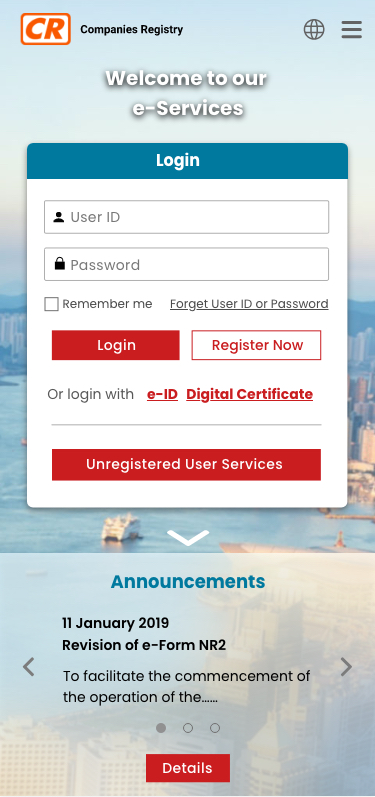 CR Companies Registry
Welcome to our
e-Services
Login
User ID
Password
Remember me Forget User ID or Password
Login Register Now
Or login with e-ID Digital Certificate
Unregistered User Services
Announcements
11 January 2019
Revision of e-Form NR2
To facilitate the commencement of
the operation of the......
Details